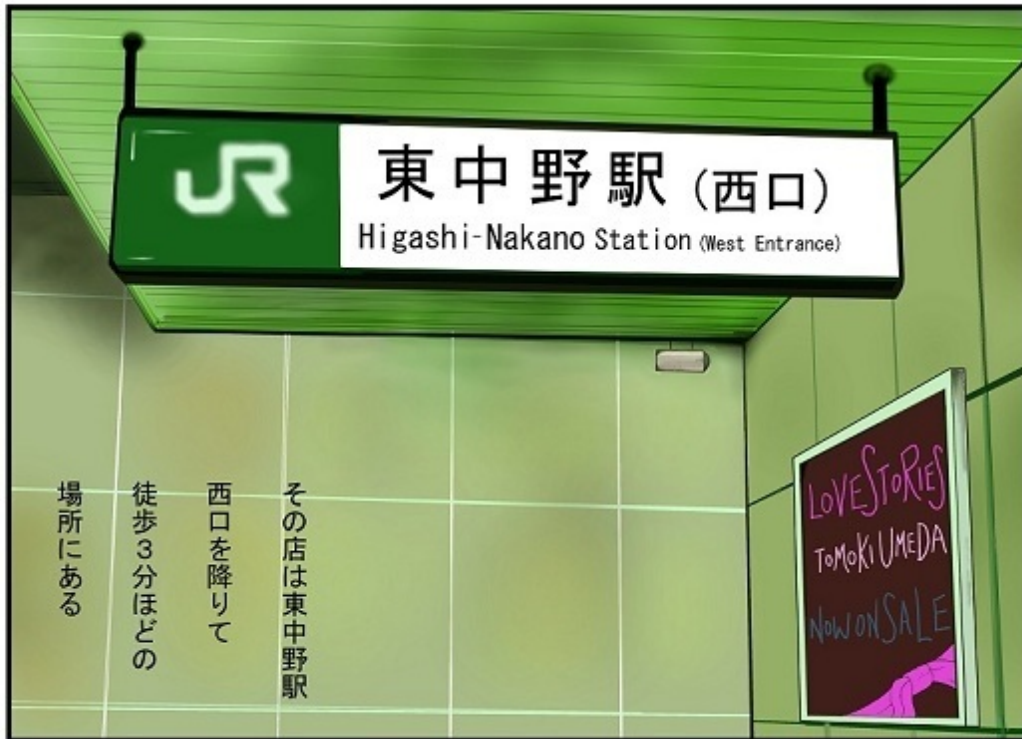 JR
東中野駅（西口）
Higashi-Nakano Station (West Entrance)
その店は東中野駅
西口を降りて
徒歩３分ほどの
場所にある
LOVE STORIES
TOMOKI UMEDA
NOW ON SALE